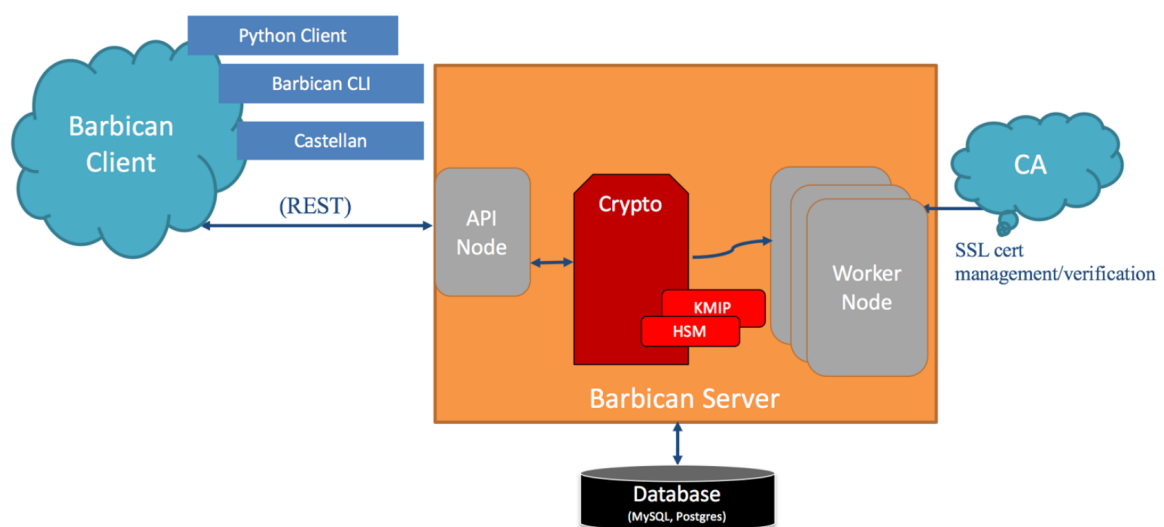 Python Client
Barbican CLI
Castellan
Barbican
Client
(REST)
API
Node
Crypto
KMIP
HSM
Worker
Node
Barbican Server
CA
SSL cert
management/verification
Database
(MySQL, Postgres)